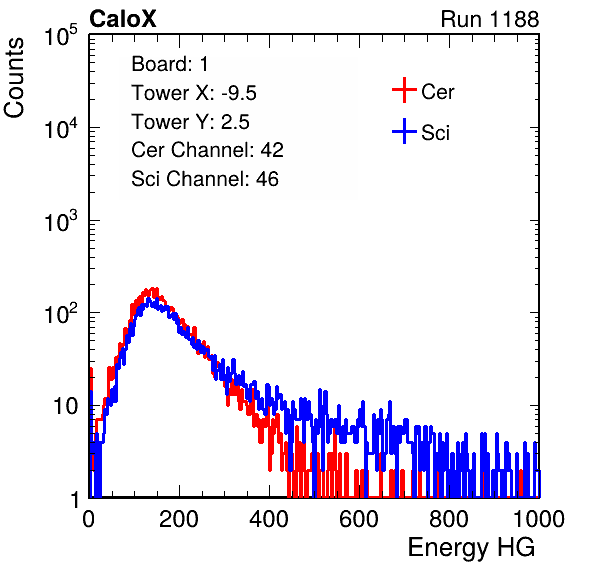 CaloX Run 1188
Counts
10^5
10^4
10^3
10^2
10
1
Board: 1
Tower X: -9.5
Tower Y: 2.5
Cer Channel: 42
Sci Channel: 46
Cer
Sci
0 200 400 600 800 1000
Energy HG